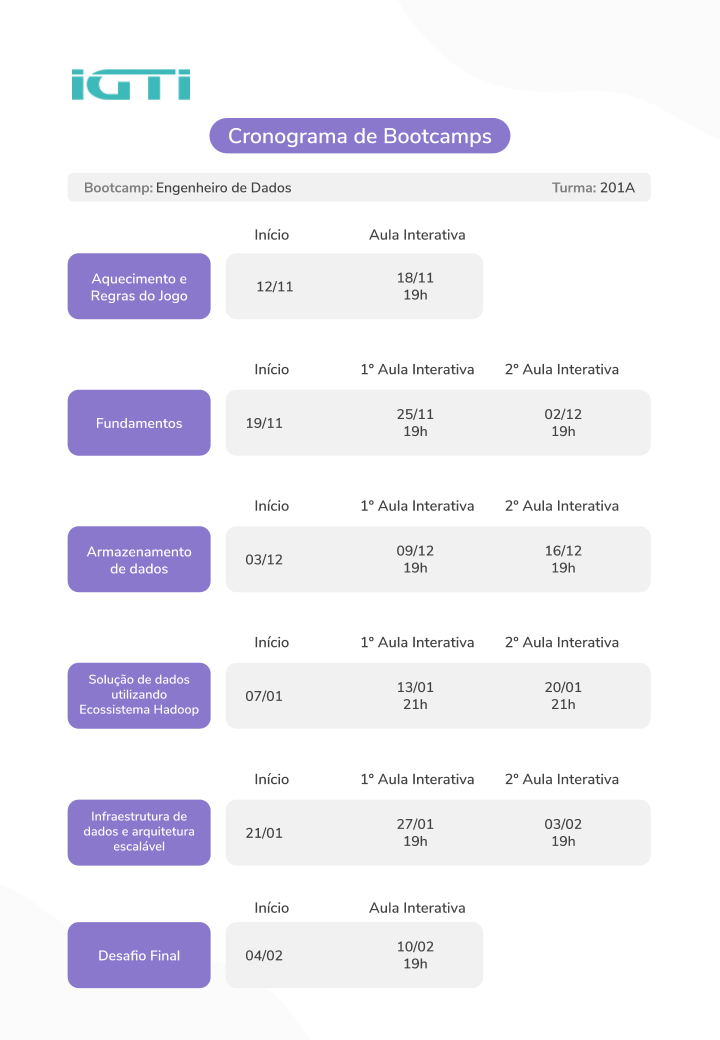 iGTi
Cronograma de Bootcamps
Bootcamp: Engenheiro de Dados
Turma: 201A
Início
Aula Interativa
Aquecimento e
Regras do Jogo
12/11
18/11
19h
Início
1º Aula Interativa
2º Aula Interativa
Fundamentos
19/11
25/11
19h
02/12
19h
Início
1º Aula Interativa
2º Aula Interativa
Armazenamento
de dados
03/12
09/12
19h
16/12
19h
Início
1º Aula Interativa
2º Aula Interativa
Solução de dados
utilizando
Ecossistema Hadoop
07/01
13/01
21h
20/01
21h
Início
1º Aula Interativa
2º Aula Interativa
Infraestrutura de
dados e arquitetura
escalável
21/01
27/01
19h
03/02
19h
Início
Aula Interativa
Desafio Final
04/02
10/02
19h